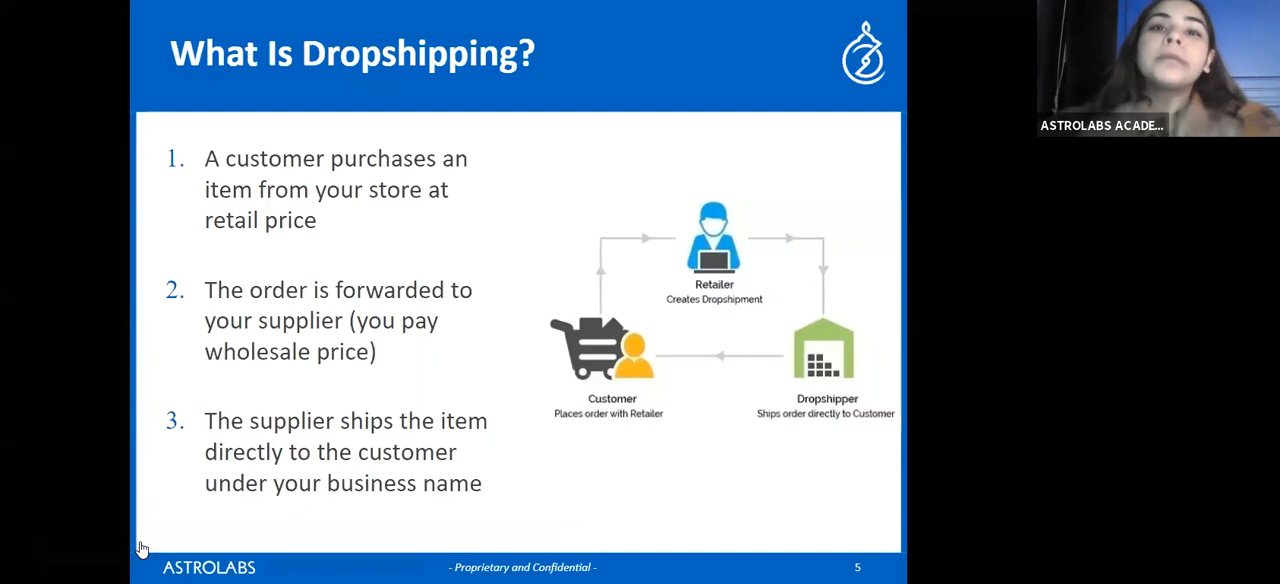 What Is Dropshipping?
1. A customer purchases an
item from your store at
retail price
2. The order is forwarded to
your supplier (you pay
wholesale price)
3. The supplier ships the item
directly to the customer
under your business name
Retailer
Creates Dropshipment
Customer
Places order with Retailer
Dropshipper
Ships order directly to Customer
ASTROLABS
- Proprietary and Confidential -
5
ASTROLABS ACADE...